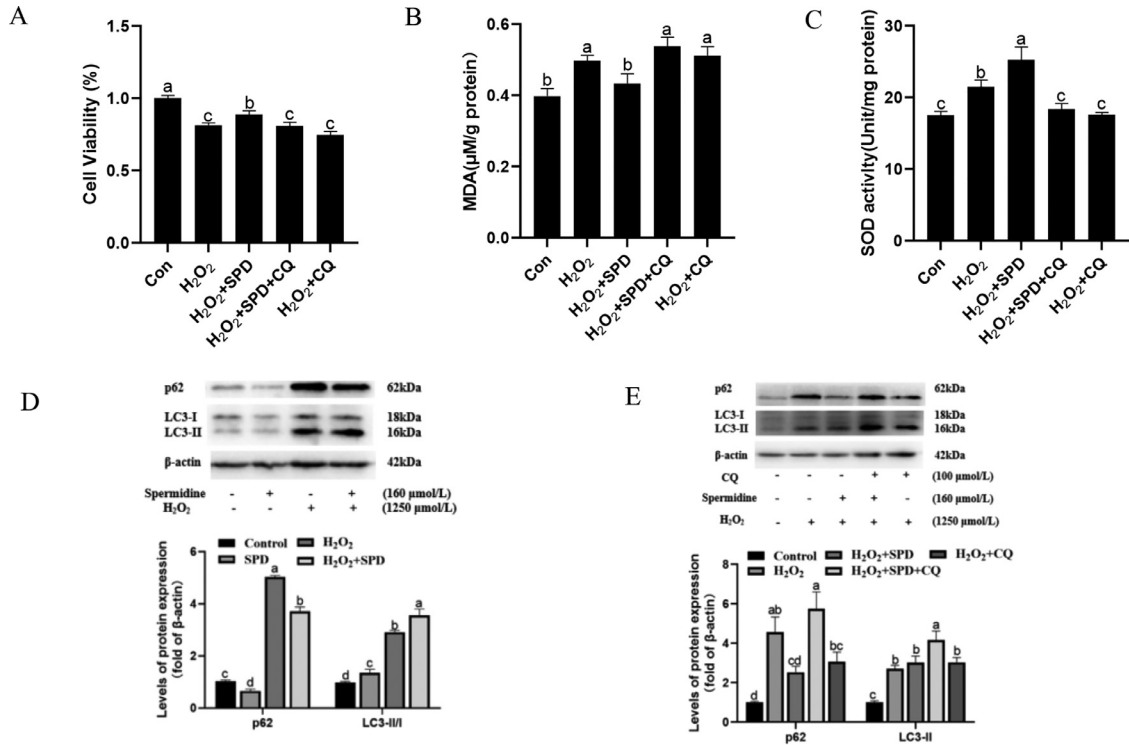 A
Cell Viability (%)
1.5
1.0
0.5
0.0
a
c
b
c
c
Con
H₂O₂
H₂O₂+SPD
H₂O₂+SPD+CQ
H₂O₂+CQ
B
MDA(μM/g protein)
0.6
0.4
0.2
0.0
b
a
b
a
a
Con
H₂O₂
H₂O₂+SPD
H₂O₂+SPD+CQ
H₂O₂+CQ
C
SOD activity(Unit/mg protein)
30
20
10
0
c
b
a
c
c
Con
H₂O₂
H₂O₂+SPD
H₂O₂+SPD+CQ
H₂O₂+CQ
D
p62 62kDa
LC3-I 18kDa
LC3-II 16kDa
β-actin 42kDa
Spermidine - + - + (160 μmol/L)
H₂O₂ - - + + (1250 μmol/L)
Control H₂O₂
SPD H₂O₂+SPD
Levels of protein expression
(fold of β-actin)
6
4
2
0
c
d
a
b
d
c
b
a
p62 LC3-II/I
E
p62 62kDa
LC3-I 18kDa
LC3-II 16kDa
β-actin 42kDa
CQ - - - + + (100 μmol/L)
Spermidine - - + + - (160 μmol/L)
H₂O₂ - + + + + (1250 μmol/L)
Control H₂O₂+SPD H₂O₂+CQ
H₂O₂ H₂O₂+SPD+CQ
Levels of protein expression
(fold of β-actin)
8
6
4
2
0
d
ab
cd
a
bc
c
b
b
a
b
p62 LC3-II